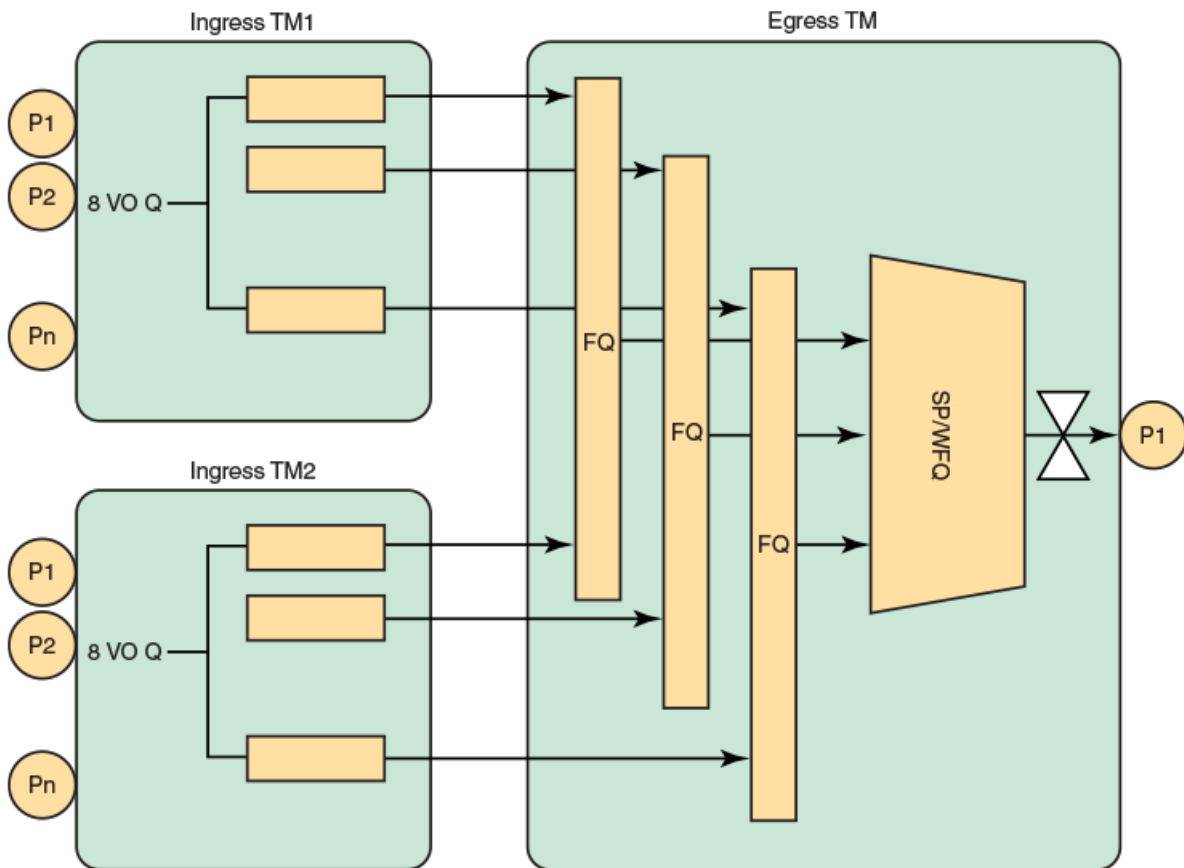 Ingress TM1
Egress TM
P1
P2
8 VO Q
Pn
FQ
FQ
FQ
SP/WFQ
P1
Ingress TM2
P1
P2
8 VO Q
Pn